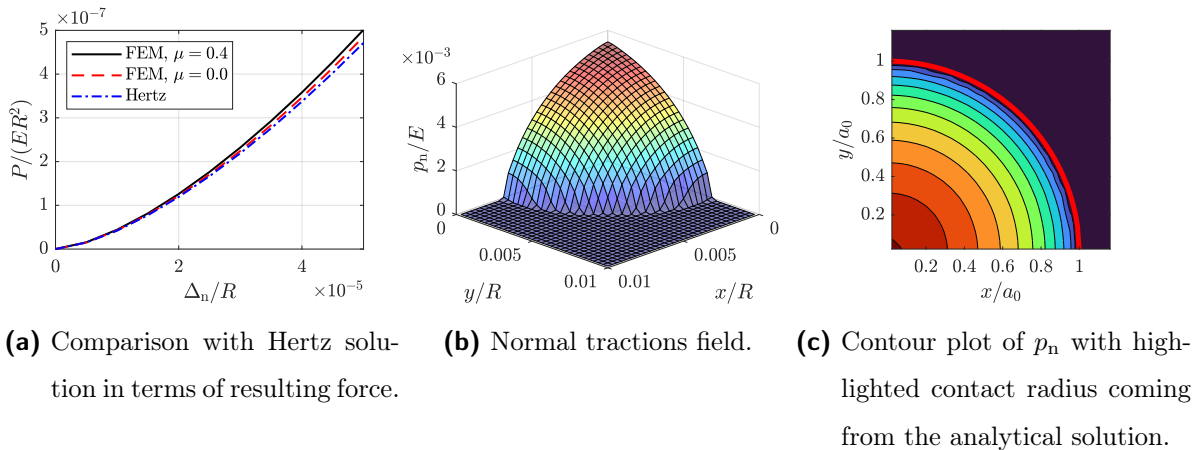 ×10⁻⁷
5
4
3
2
1
0
P/(ER²)
FEM, μ = 0.4
FEM, μ = 0.0
Hertz
0 2 4
×10⁻⁵
Δₙ/R
×10⁻³
6
4
2
0
pₙ/E
0 0.005 0.01
y/R
0.01 0.005 0
x/R
1
0.8
0.6
0.4
0.2
y/a₀
0.2 0.4 0.6 0.8 1
x/a₀
(a) Comparison with Hertz solu-
tion in terms of resulting force.
(b) Normal tractions field.
(c) Contour plot of pₙ with high-
lighted contact radius coming
from the analytical solution.